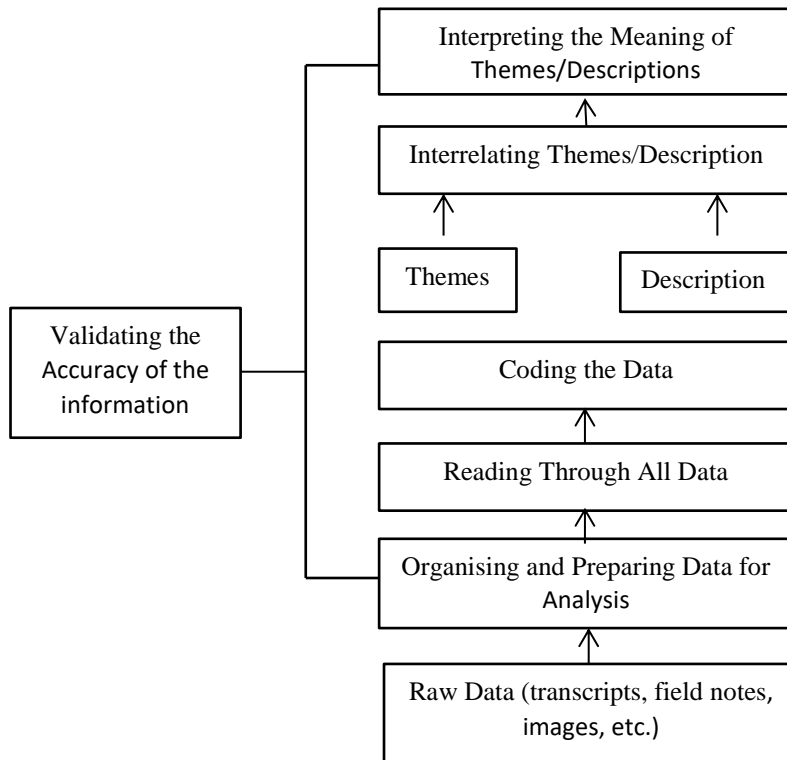 Interpreting the Meaning of
Themes/Descriptions
Interrelating Themes/Description
Themes
Description
Validating the
Accuracy of the
information
Coding the Data
Reading Through All Data
Organising and Preparing Data for
Analysis
Raw Data (transcripts, field notes,
images, etc.)